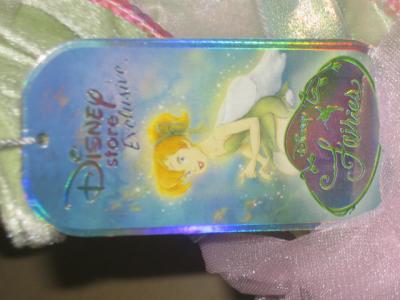 Disney
store
Exclusive
Disney
Fairies